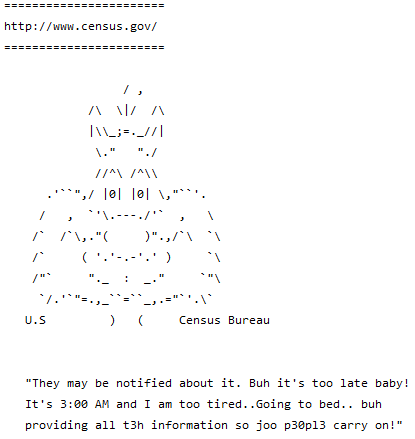 =======================
http://www.census.gov/
=======================
/ ,
/\  \|/  /\
|\\_;=._//|
\."   "./
//^\ /^\\
.'``",/ |0| |0| \,"``'.
/   ,  `'\.---./'`  ,   \
/`  /`\,."(     )".,/`\  `\
/`     ( '.'-.-'.' )     `\
/"`     "._  :  _."     `"\
`/.'`"=.,_``=``_,.="`'.\`
U.S         )   (     Census Bureau
"They may be notified about it. Buh it's too late baby!
It's 3:00 AM and I am too tired..Going to bed.. buh
providing all t3h information so joo p30pl3 carry on!"